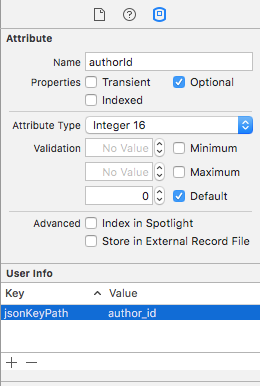 Attribute
Name authorId
Properties Transient Optional
Indexed
Attribute Type Integer 16
Validation No Value Minimum
No Value Maximum
0 Default
Advanced Index in Spotlight
Store in External Record File
User Info
Key Value
jsonKeyPath author_id